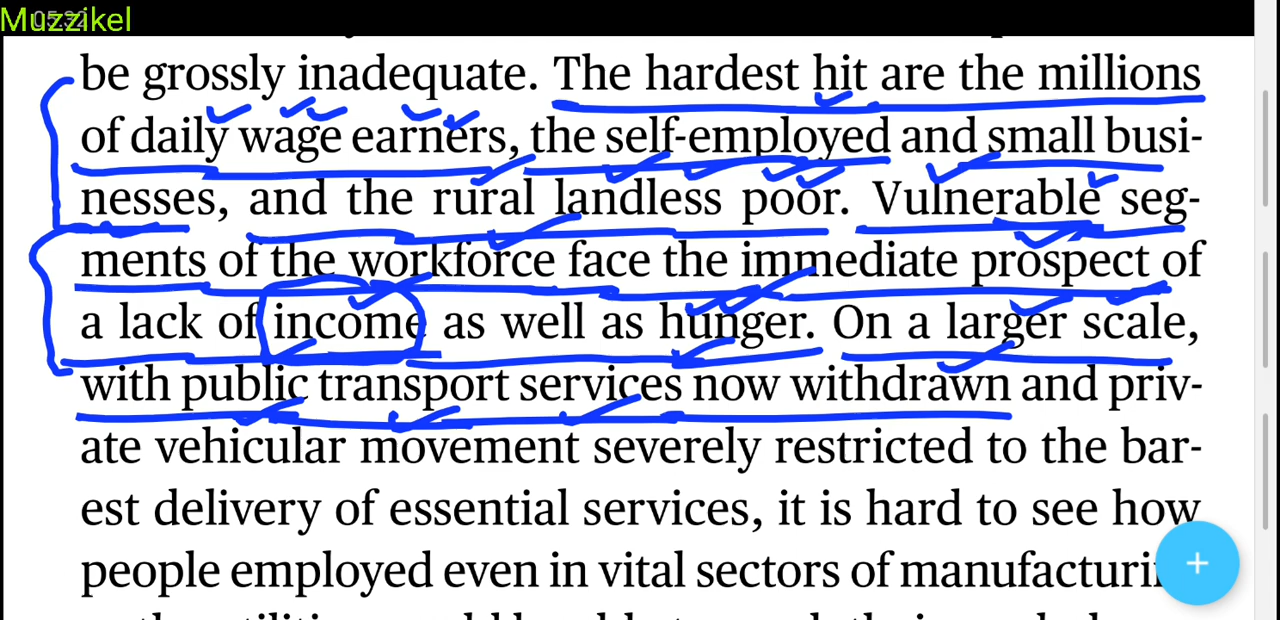 Muzzikel
05:32
be grossly inadequate. The hardest hit are the millions
of daily wage earners, the self-employed and small busi-
nesses, and the rural landless poor. Vulnerable seg-
ments of the workforce face the immediate prospect of
a lack of income as well as hunger. On a larger scale,
with public transport services now withdrawn and priv-
ate vehicular movement severely restricted to the bar-
est delivery of essential services, it is hard to see how
people employed even in vital sectors of